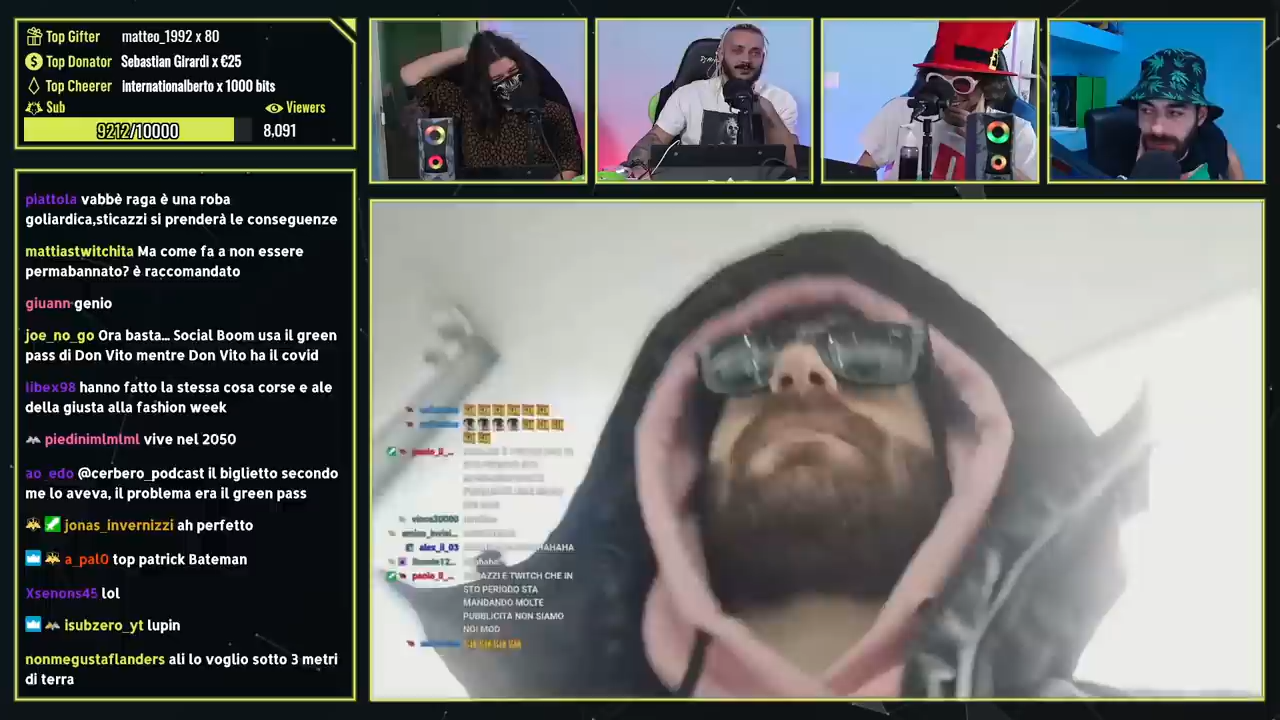 Top Gifter matteo_1992 x 80
Top Donator Sebastian Girardi x €25
Top Cheerer Internationalberto x 1000 bits
Sub Viewers
9212/10000 8,091
piattola vabbè raga è una roba
goliardica,sticazzi si prenderà le conseguenze
mattiastwitchita Ma come fa a non essere
permabannato? è raccomandato
giuann genio
joe_no_go Ora basta... Social Boom usa il green
pass di Don Vito mentre Don Vito ha il covid
libex98 hanno fatto la stessa cosa corse e ale
della giusta alla fashion week
piedinimlmlml vive nel 2050
ao_edo @cerbero_podcast il biglietto secondo
me lo aveva, il problema era il green pass
jonas_invernizzi ah perfetto
a_pal0 top patrick Bateman
Xsenons45 lol
isubzero_yt lupin
nonmegustaflanders ali lo voglio sotto 3 metri
di terra
alex_il_03
E TWITCH CHE IN
STO PERIODO STA
MANDANDO MOLTE
PUBBLICITA NON SIAMO
NOI MOD